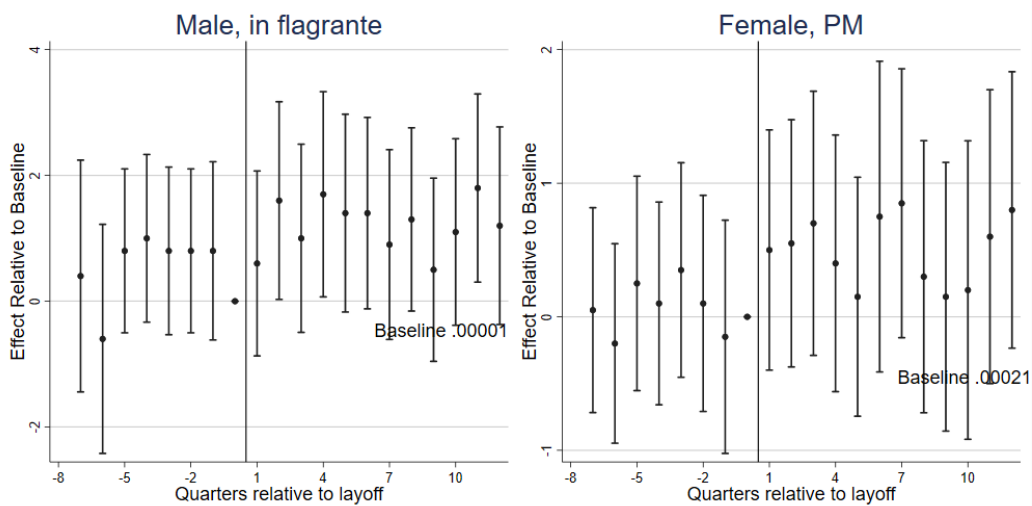 Male, in flagrante
Effect Relative to Baseline
4
2
0
-2
Baseline .00001
-8 -5 -2 1 4 7 10
Quarters relative to layoff
Female, PM
Effect Relative to Baseline
2
1
0
-1
Baseline .00021
-8 -5 -2 1 4 7 10
Quarters relative to layoff